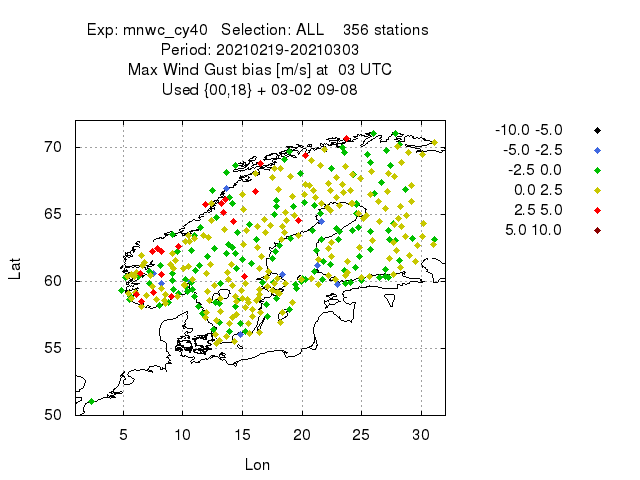 Exp: mnwc_cy40 Selection: ALL 356 stations
Period: 20210219-20210303
Max Wind Gust bias [m/s] at 03 UTC
Used {00,18} + 03-02 09-08
-10.0 -5.0
-5.0 -2.5
-2.5 0.0
0.0 2.5
2.5 5.0
5.0 10.0
70
65
60
55
50
Lat
5 10 15 20 25 30
Lon